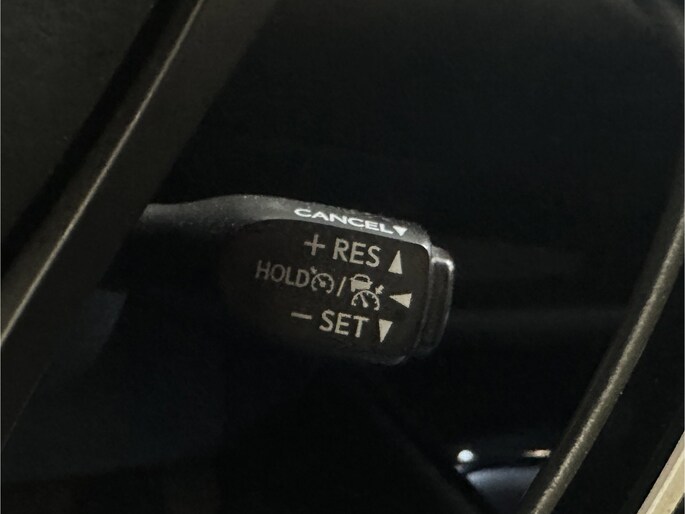 CANCEL▼
+ RES ▲
HOLD / ◀
− SET ▼